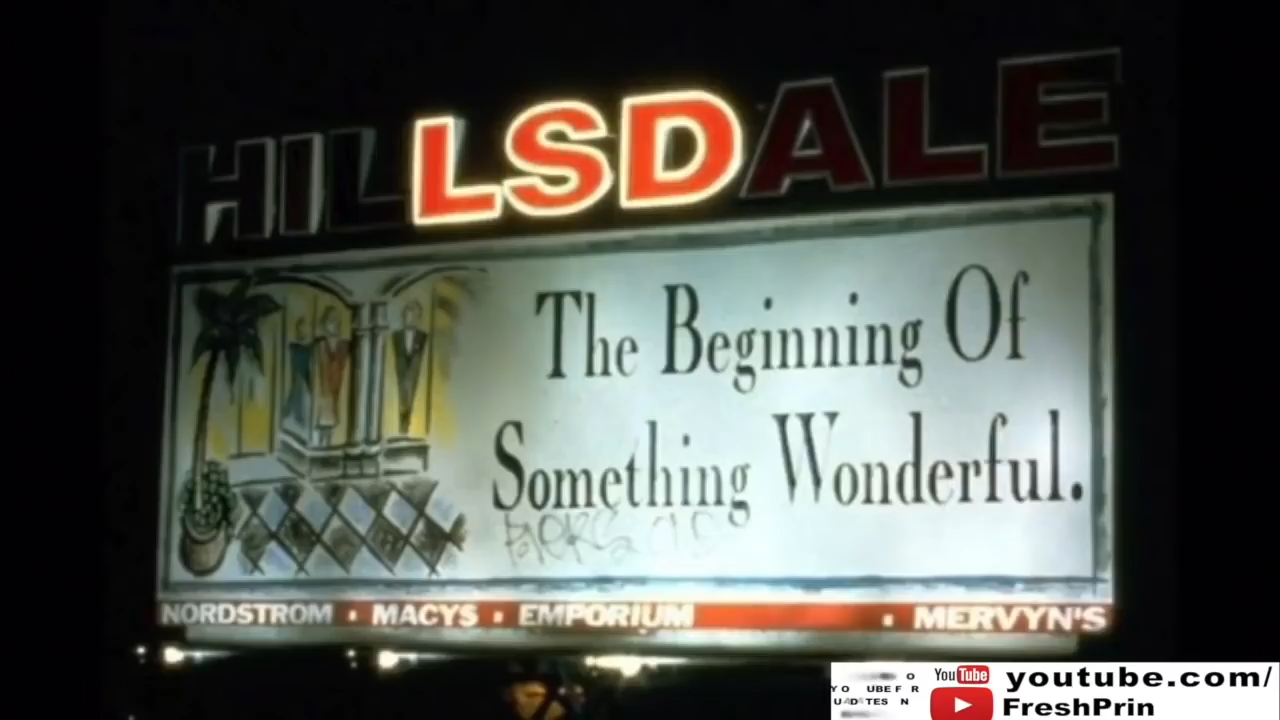 HILLSDALE
The Beginning Of
Something Wonderful.
NORDSTROM · MACYS · EMPORIUM · MERVYN'S
YouTube youtube.com/
FreshPrin